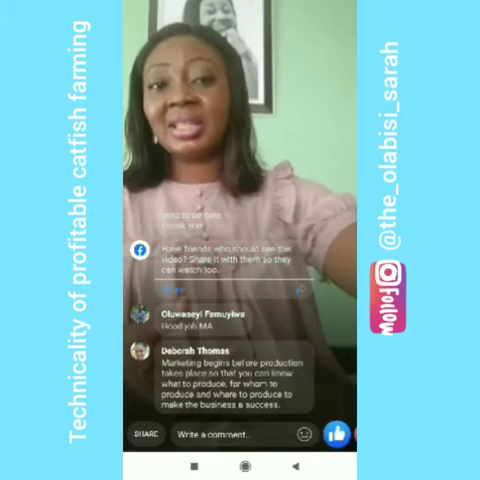 Technicality of profitable catfish farming
Have friends who should see this
video? Share it with them so they
can watch too.
Oluwaseyi Famuyiwa
Good job MA
Deborah Thomas
Marketing begins before production
takes place so that you can know
what to produce, for whom to
produce and where to produce to
make the business a success.
SHARE
Write a comment...
@the_olabisi_sarah
Follow